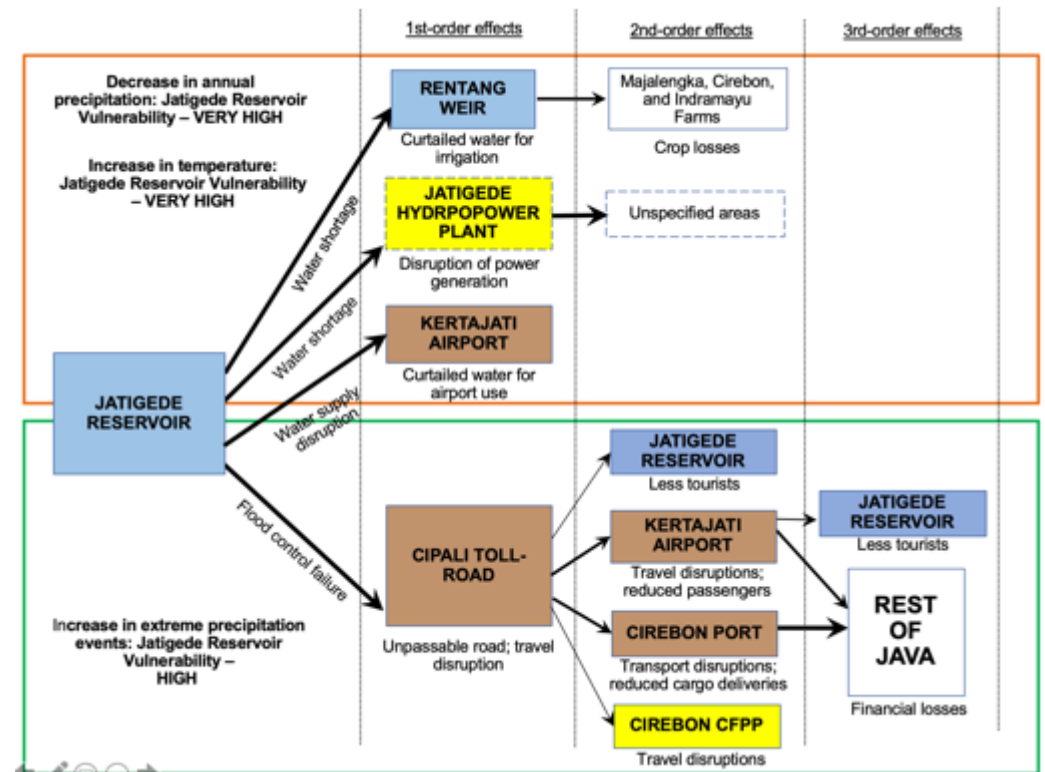 1st-order effects
2nd-order effects
3rd-order effects
Decrease in annual
precipitation: Jatigede Reservoir
Vulnerability – VERY HIGH
Increase in temperature:
Jatigede Reservoir Vulnerability
– VERY HIGH
RENTANG
WEIR
Curtailed water for
irrigation
Majalengka, Cirebon,
and Indramayu
Farms
Crop losses
Water shortage
JATIGEDE
HYDRPOPOWER
PLANT
Disruption of power
generation
Unspecified areas
Water shortage
KERTAJATI
AIRPORT
Curtailed water for
airport use
Water supply
disruption
JATIGEDE
RESERVOIR
Flood control failure
Increase in extreme precipitation
events: Jatigede Reservoir
Vulnerability –
HIGH
CIPALI TOLL-
ROAD
Unpassable road; travel
disruption
JATIGEDE
RESERVOIR
Less tourists
KERTAJATI
AIRPORT
Travel disruptions;
reduced passengers
CIREBON PORT
Transport disruptions;
reduced cargo deliveries
CIREBON CFPP
Travel disruptions
JATIGEDE
RESERVOIR
Less tourists
REST
OF
JAVA
Financial losses